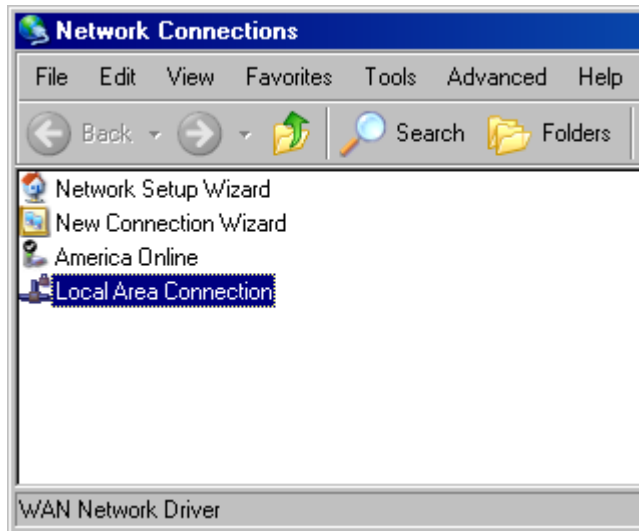 Network Connections
File Edit View Favorites Tools Advanced Help
Back Search Folders
Network Setup Wizard
New Connection Wizard
America Online
Local Area Connection
WAN Network Driver